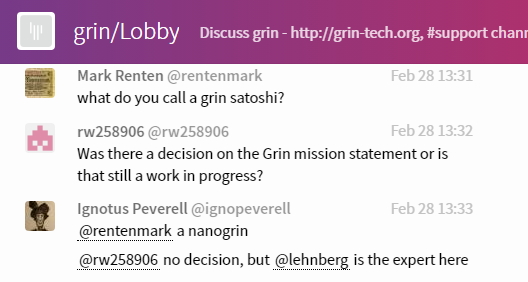 grin/Lobby Discuss grin - http://grin-tech.org, #support chann
Mark Renten @rentenmark Feb 28 13:31
what do you call a grin satoshi?
rw258906 @rw258906 Feb 28 13:32
Was there a decision on the Grin mission statement or is
that still a work in progress?
Ignotus Peverell @ignopeverell Feb 28 13:33
@rentenmark a nanogrin
@rw258906 no decision, but @lehnberg is the expert here